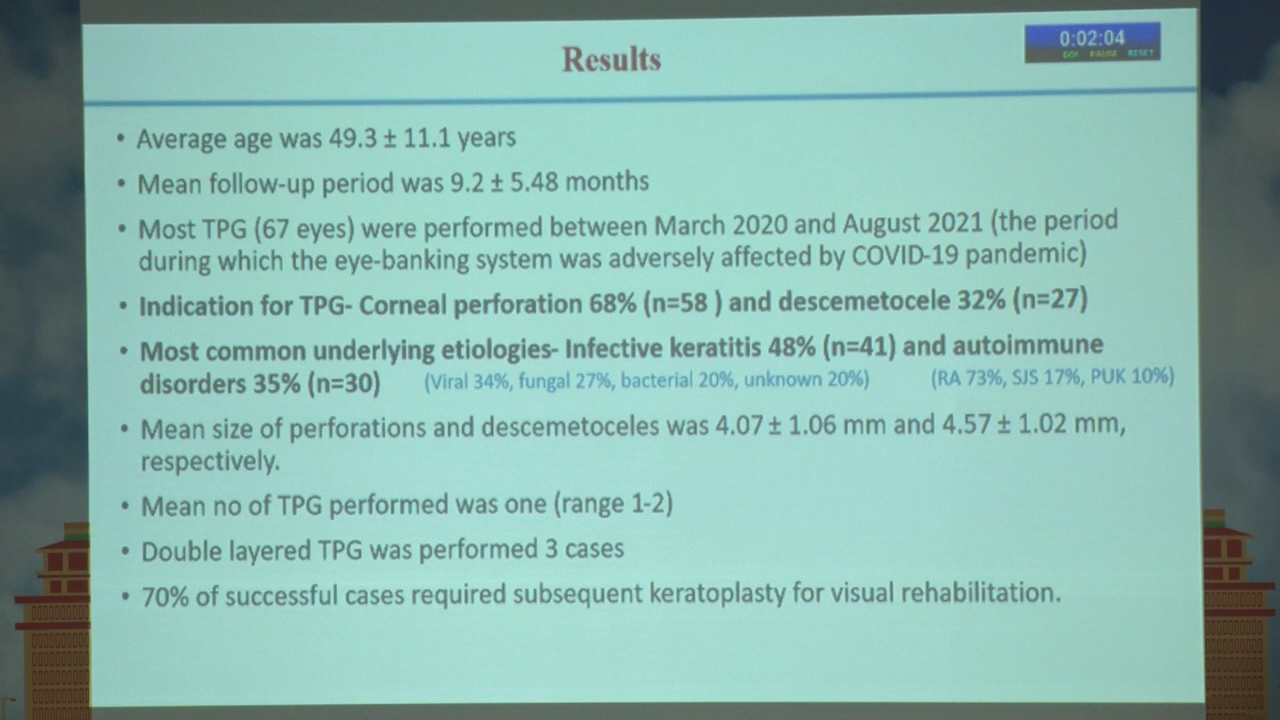 Results
0:02:04
GO! PAUSE RESET
• Average age was 49.3 ± 11.1 years
• Mean follow-up period was 9.2 ± 5.48 months
• Most TPG (67 eyes) were performed between March 2020 and August 2021 (the period
during which the eye-banking system was adversely affected by COVID-19 pandemic)
• Indication for TPG- Corneal perforation 68% (n=58 ) and descemetocele 32% (n=27)
• Most common underlying etiologies- Infective keratitis 48% (n=41) and autoimmune
disorders 35% (n=30) (Viral 34%, fungal 27%, bacterial 20%, unknown 20%) (RA 73%, SJS 17%, PUK 10%)
• Mean size of perforations and descemetoceles was 4.07 ± 1.06 mm and 4.57 ± 1.02 mm,
respectively.
• Mean no of TPG performed was one (range 1-2)
• Double layered TPG was performed 3 cases
• 70% of successful cases required subsequent keratoplasty for visual rehabilitation.